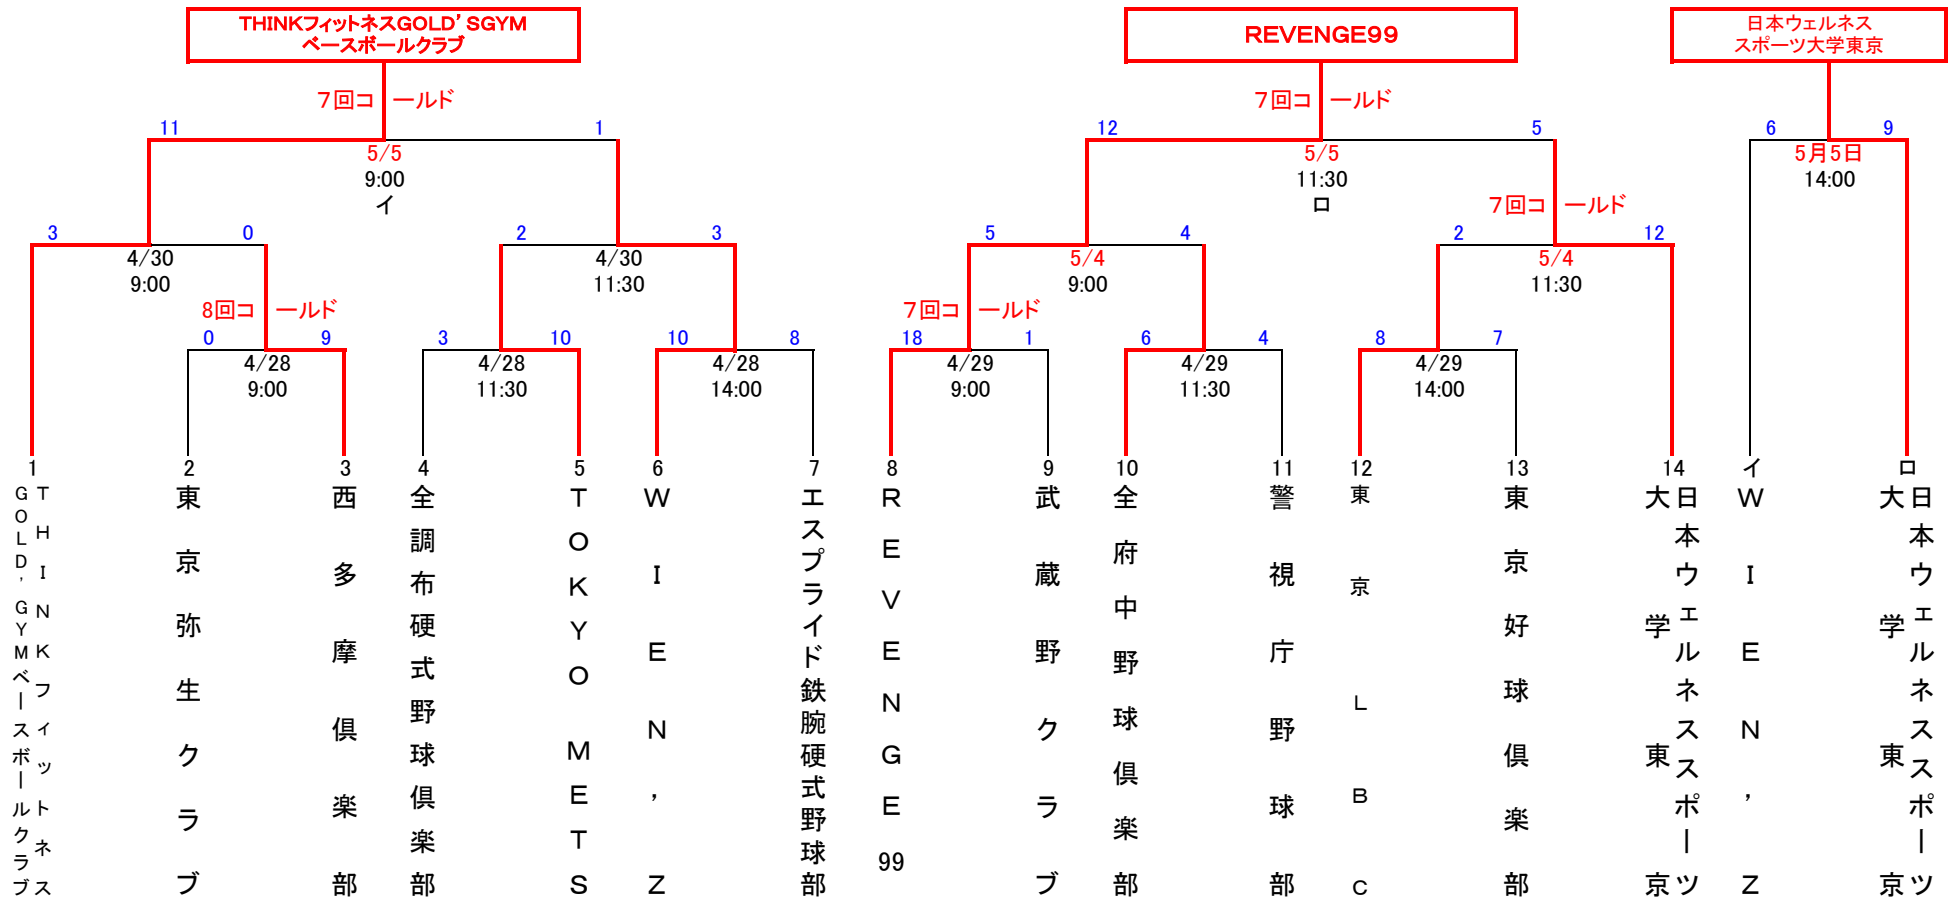 THINKフィットネスGOLD'SGYM
ベースボールクラブ
REVENGE99
日本ウェルネス
スポーツ大学東京
7回コールド
7回コールド
11
1
12
5
6
9
5/5
9:00
イ
5/5
11:30
ロ
5月5日
14:00
7回コールド
3
0
2
3
5
4
2
12
4/30
9:00
4/30
11:30
5/4
9:00
5/4
11:30
8回コールド
7回コールド
0
9
3
10
10
8
18
1
6
4
8
7
4/28
9:00
4/28
11:30
4/28
14:00
4/29
9:00
4/29
11:30
4/29
14:00
1
THINKフィットネス
GOLD'GYMベースボールクラブ
2
東京弥生クラブ
3
西多摩倶楽部
4
全調布硬式野球倶楽部
5
TOKYO METS
6
WIEN'Z
7
エスプライド鉄腕硬式野球部
8
REVENGE99
9
武蔵野クラブ
10
全府中野球倶楽部
11
警視庁野球部
12
東京LBC
13
東京好球倶楽部
14
日本ウェルネススポーツ
大学東京
イ
WIEN'Z
ロ
日本ウェルネススポーツ
大学東京